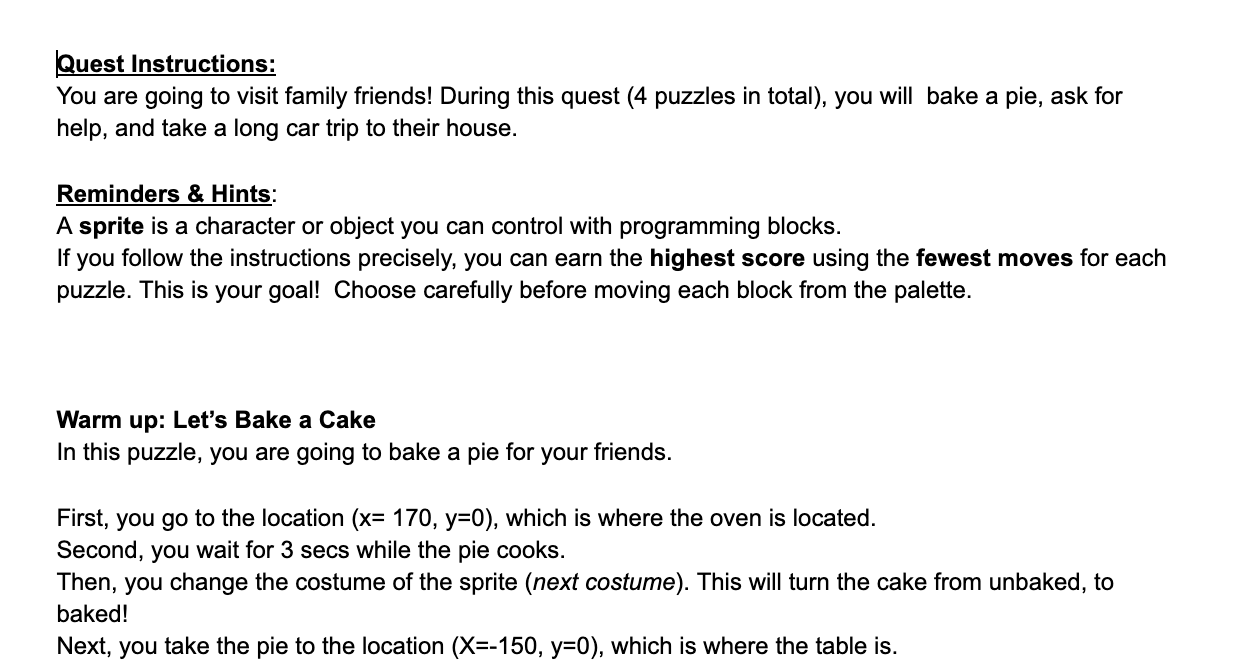 Quest Instructions:
You are going to visit family friends! During this quest (4 puzzles in total), you will  bake a pie, ask for
help, and take a long car trip to their house.
Reminders & Hints:
A sprite is a character or object you can control with programming blocks.
If you follow the instructions precisely, you can earn the highest score using the fewest moves for each
puzzle. This is your goal!  Choose carefully before moving each block from the palette.
Warm up: Let’s Bake a Cake
In this puzzle, you are going to bake a pie for your friends.
First, you go to the location (x= 170, y=0), which is where the oven is located.
Second, you wait for 3 secs while the pie cooks.
Then, you change the costume of the sprite (next costume). This will turn the cake from unbaked, to
baked!
Next, you take the pie to the location (X=-150, y=0), which is where the table is.